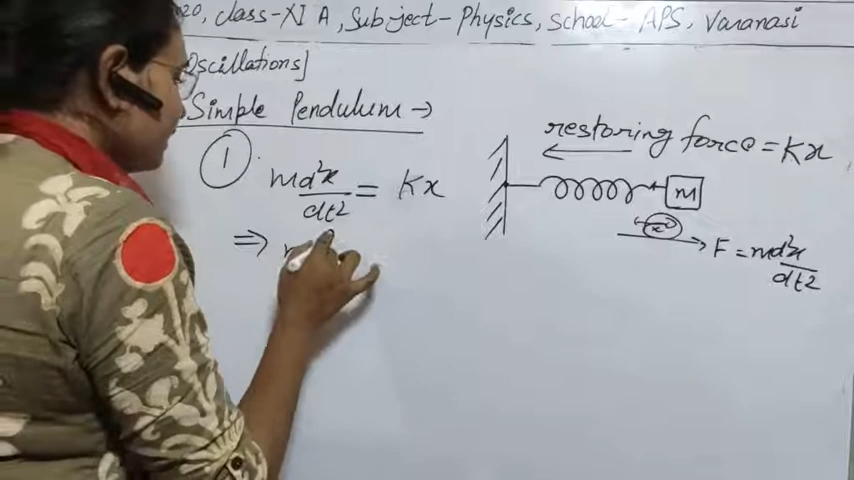 2020, class-XI A, Subject- Physics, School- APS, Varanasi
Oscillations]
Simple Pendulum →
restoring force = Kx
① md²x/dt² = Kx
m
x
F = md²x/dt²
⇒ m